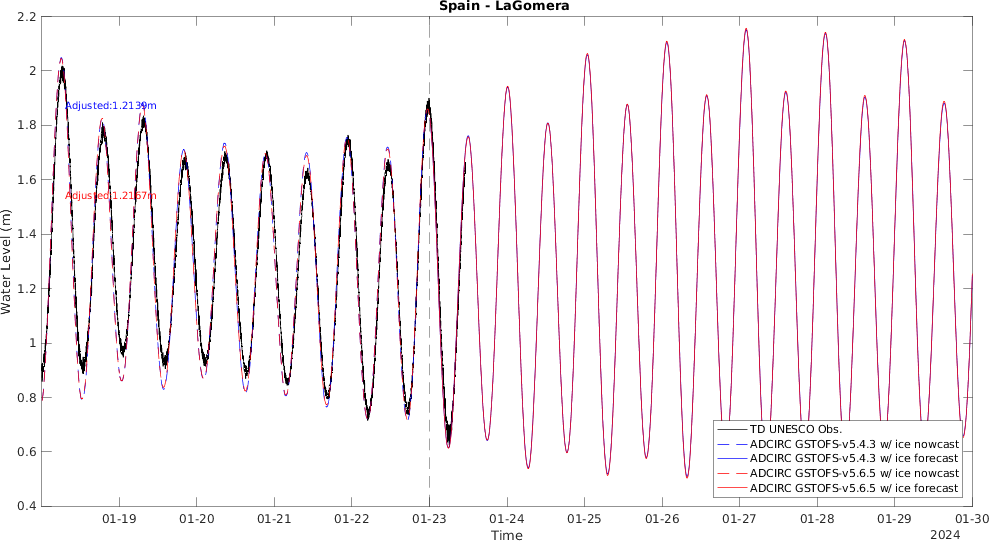 Spain - LaGomera
2.2
2
1.8
1.6
1.4
1.2
1
0.8
0.6
0.4
Water Level (m)
Adjusted:1.2139m
Adjusted:1.2167m
TD UNESCO Obs.
ADCIRC GSTOFS-v5.4.3 w/ ice nowcast
ADCIRC GSTOFS-v5.4.3 w/ ice forecast
ADCIRC GSTOFS-v5.6.5 w/ ice nowcast
ADCIRC GSTOFS-v5.6.5 w/ ice forecast
01-19 01-20 01-21 01-22 01-23 01-24 01-25 01-26 01-27 01-28 01-29 01-30
Time
2024